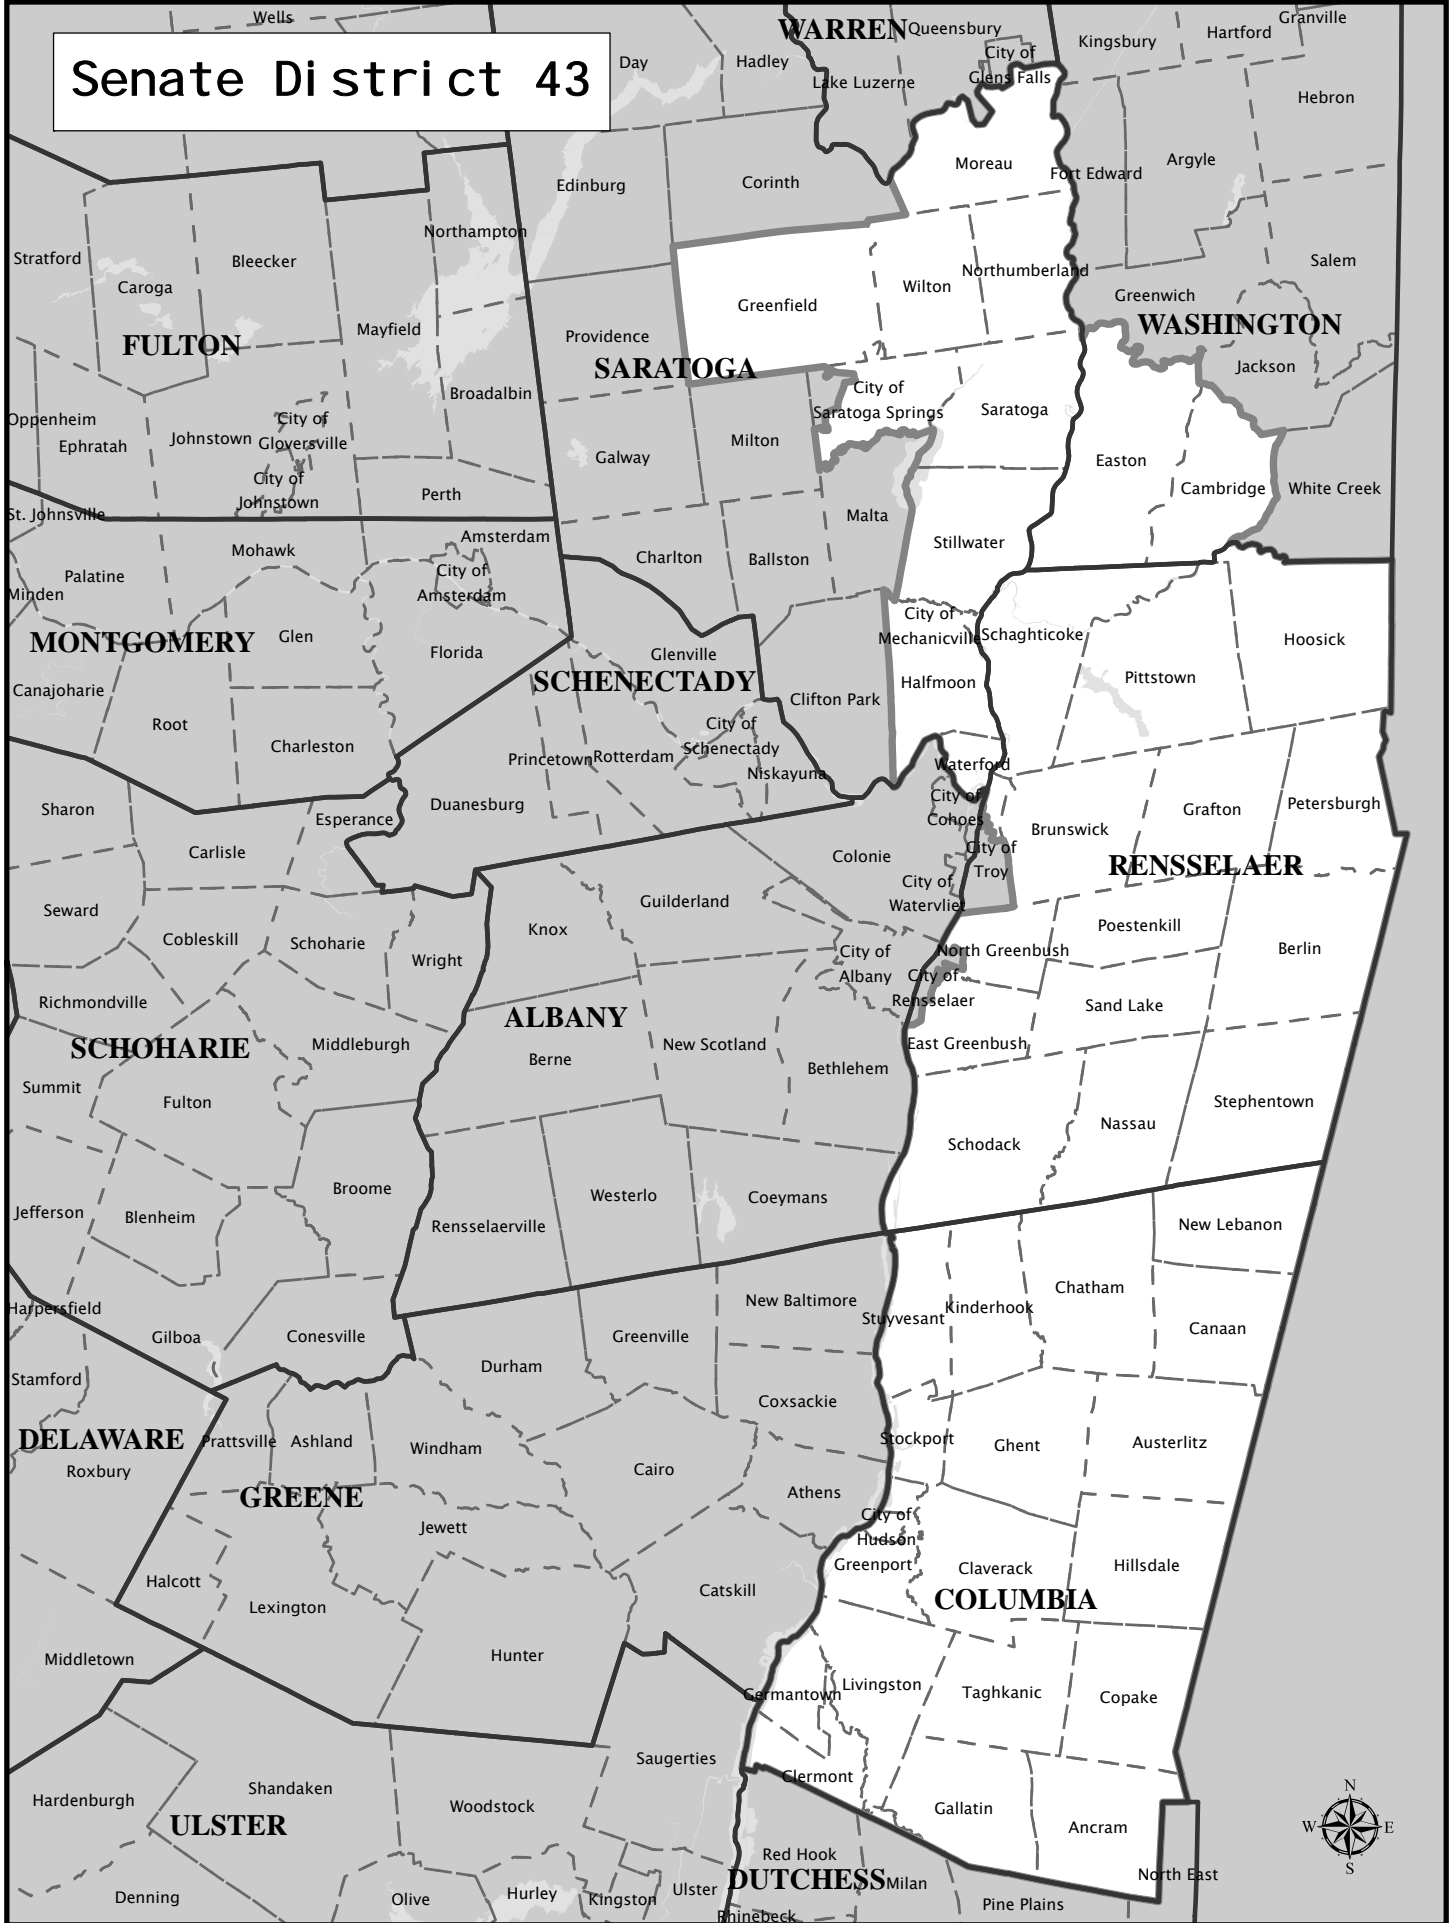 Wells
Senate District 43
Day
Hadley
WARREN
Queensbury
City of
Glens Falls
Lake Luzerne
Kingsbury
Hartford
Granville
Hebron
Edinburg
Corinth
Moreau
Fort Edward
Argyle
Northampton
Stratford
Caroga
Bleecker
Mayfield
FULTON
Greenfield
Wilton
Northumberland
Salem
Greenwich
WASHINGTON
Providence
SARATOGA
Jackson
Broadalbin
City of
Saratoga Springs
Saratoga
Oppenheim
Ephratah
Johnstown
City of
Gloversville
City of
Johnstown
Perth
Galway
Milton
Easton
Cambridge
White Creek
St. Johnsville
Malta
Mohawk
Amsterdam
City of
Amsterdam
Charlton
Ballston
Stillwater
Palatine
Minden
MONTGOMERY
Glen
Florida
Glenville
SCHENECTADY
City of
Mechanicville
Schaghticoke
Hoosick
Canajoharie
Root
Charleston
Clifton Park
Halfmoon
Pittstown
City of
Schenectady
Princetown
Rotterdam
Niskayuna
Waterford
Sharon
Esperance
Duanesburg
City of
Cohoes
Brunswick
Grafton
Petersburgh
Carlisle
Colonie
City of
Troy
RENSSELAER
City of
Watervliet
Seward
Cobleskill
Schoharie
Wright
Knox
Guilderland
Poestenkill
Berlin
City of
Albany
North Greenbush
City of
Rensselaer
Richmondville
SCHOHARIE
Middleburgh
ALBANY
Berne
New Scotland
Sand Lake
East Greenbush
Bethlehem
Summit
Fulton
Schodack
Nassau
Stephentown
Jefferson
Blenheim
Broome
Rensselaerville
Westerlo
Coeymans
New Lebanon
Harpersfield
Gilboa
Conesville
Durham
Greenville
New Baltimore
Stuyvesant
Kinderhook
Chatham
Canaan
Stamford
Coxsackie
DELAWARE
Roxbury
Prattsville
Ashland
Windham
GREENE
Cairo
Stockport
Ghent
Austerlitz
Athens
Jewett
City of
Hudson
Greenport
Claverack
Hillsdale
COLUMBIA
Halcott
Lexington
Catskill
Middletown
Hunter
Germantown
Livingston
Taghkanic
Copake
Saugerties
Clermont
Hardenburgh
Shandaken
Woodstock
Gallatin
Ancram
N
W
E
S
ULSTER
Red Hook
DUTCHESS
Milan
North East
Denning
Olive
Hurley
Kingston
Ulster
Rhinebeck
Pine Plains